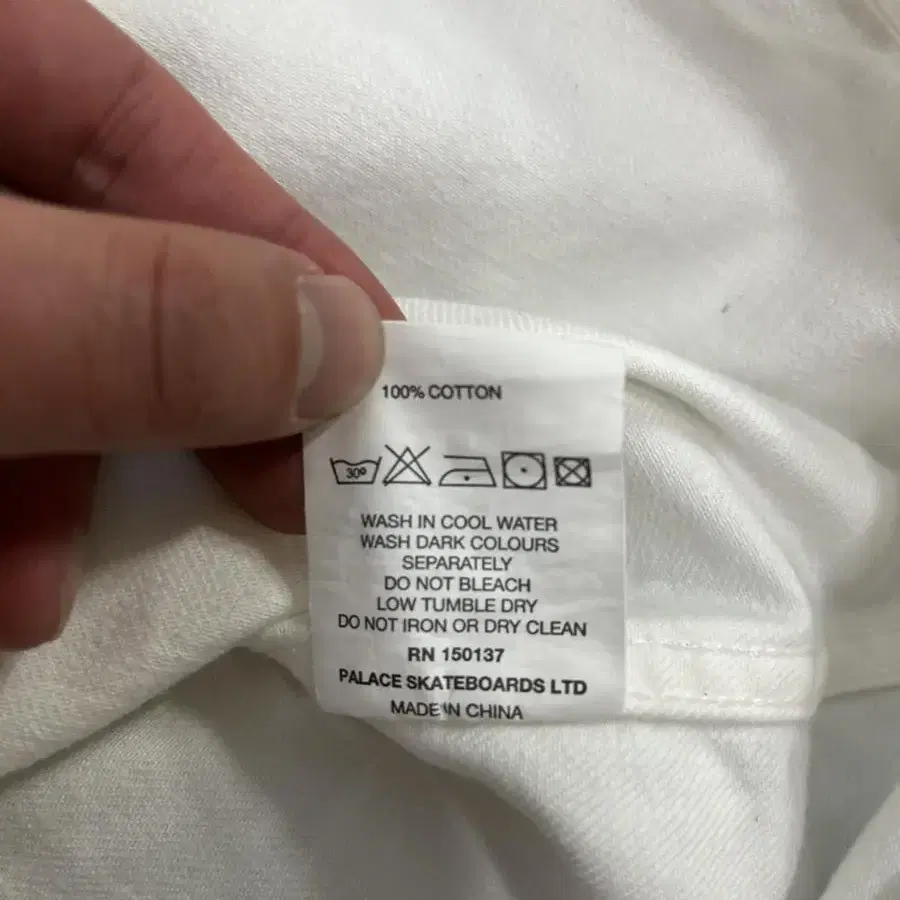 100% COTTON
30º
WASH IN COOL WATER
WASH DARK COLOURS
SEPARATELY
DO NOT BLEACH
LOW TUMBLE DRY
DO NOT IRON OR DRY CLEAN
RN 150137
PALACE SKATEBOARDS LTD
MADE IN CHINA